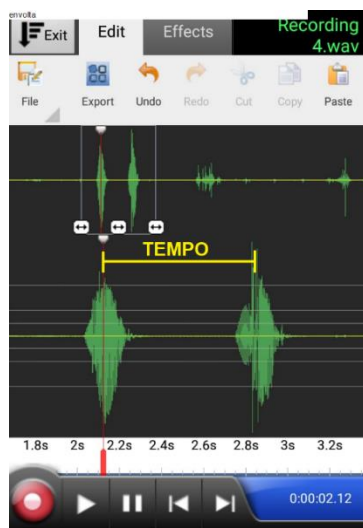 envolta
Exit Edit Effects Recording
4.wav
File Export Undo Redo Cut Copy Paste
TEMPO
1.8s 2s 2.2s 2.4s 2.6s 2.8s 3s 3.2s
0:00:02.12